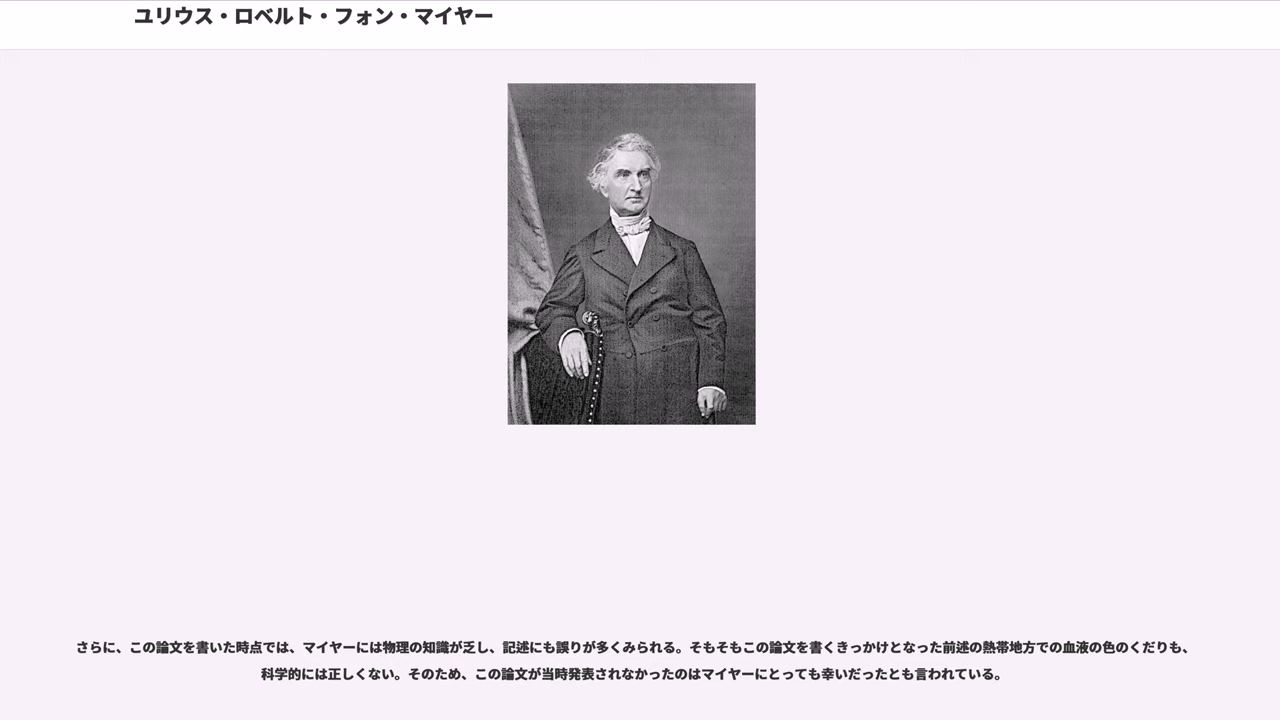 ユリウス・ロベルト・フォン・マイヤー
さらに、この論文を書いた時点では、マイヤーには物理の知識が乏し、記述にも誤りが多くみられる。そもそもこの論文を書くきっかけとなった前述の熱帯地方での血液の色のくだりも、
科学的には正しくない。そのため、この論文が当時発表されなかったのはマイヤーにとっても幸いだったとも言われている。